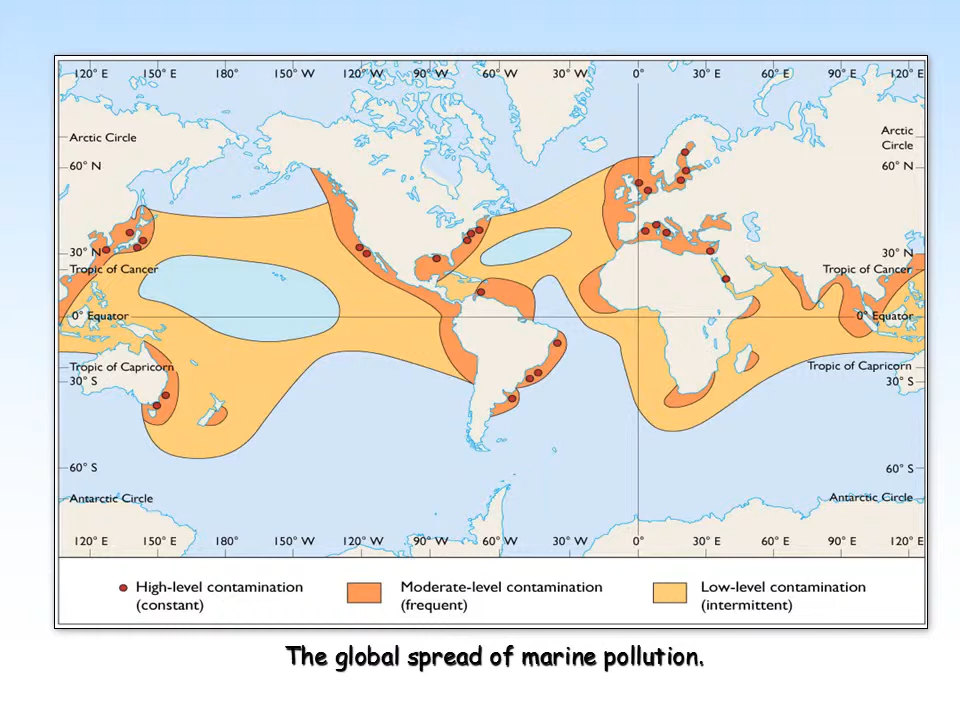 120° E 150° E 180° 150° W 120° W 90° W 60° W 30° W 0° 30° E 60° E 90° E 120° E
Arctic Circle
Arctic
Circle
60° N 60° N
30° N 30° N
Tropic of Cancer Tropic of Cancer
0° Equator 0° Equator
Tropic of Capricorn Tropic of Capricorn
30° S 30° S
60° S 60° S
Antarctic Circle Antarctic Circle
120° E 150° E 180° 150° W 120° W 90° W 60° W 30° W 0° 30° E 60° E 90° E 120° E
High-level contamination Moderate-level contamination Low-level contamination
(constant) (frequent) (intermittent)
The global spread of marine pollution.